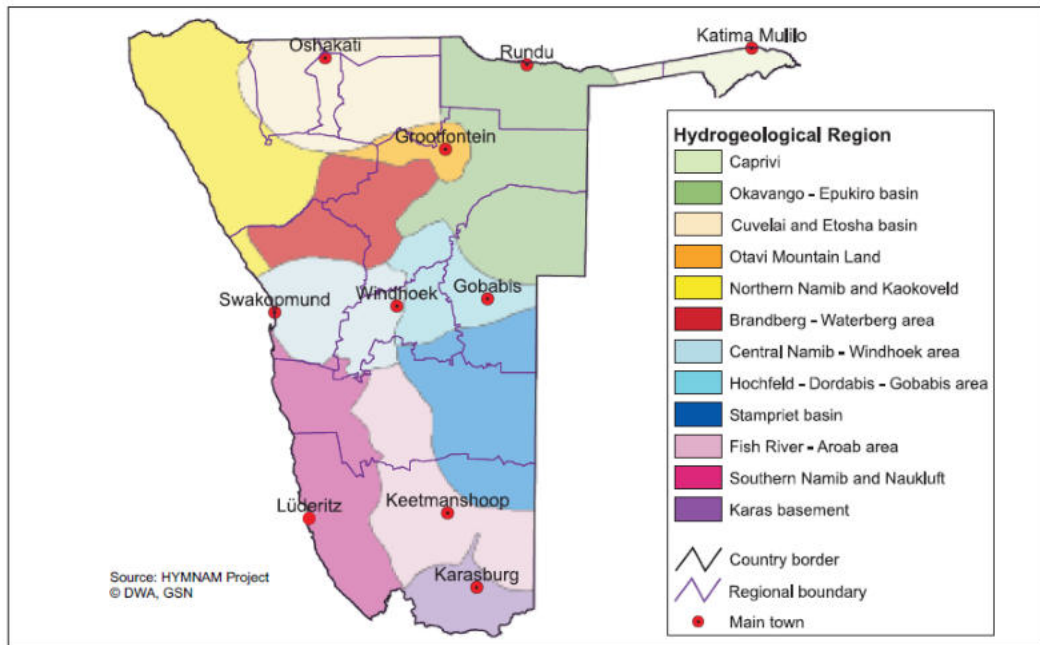 Oshakati
Rundu
Katima Mulilo
Grootfontein
Swakopmund
Windhoek
Gobabis
Lüderitz
Keetmanshoop
Karasburg
Source: HYMNAM Project
© DWA, GSN
Hydrogeological Region
Caprivi
Okavango - Epukiro basin
Cuvelai and Etosha basin
Otavi Mountain Land
Northern Namib and Kaokoveld
Brandberg - Waterberg area
Central Namib - Windhoek area
Hochfeld - Dordabis - Gobabis area
Stampriet basin
Fish River - Aroab area
Southern Namib and Naukluft
Karas basement
Country border
Regional boundary
Main town